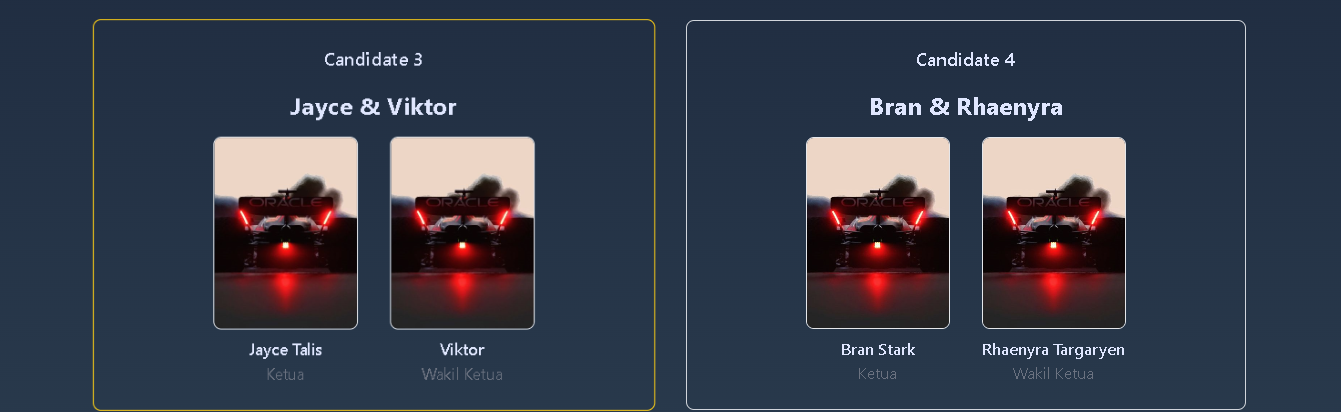 Candidate 3
Jayce & Viktor
ORACLE
ORACLE
Jayce Talis
Viktor
Ketua
Wakil Ketua
Candidate 4
Bran & Rhaenyra
ORACLE
ORACLE
Bran Stark
Rhaenyra Targaryen
Ketua
Wakil Ketua